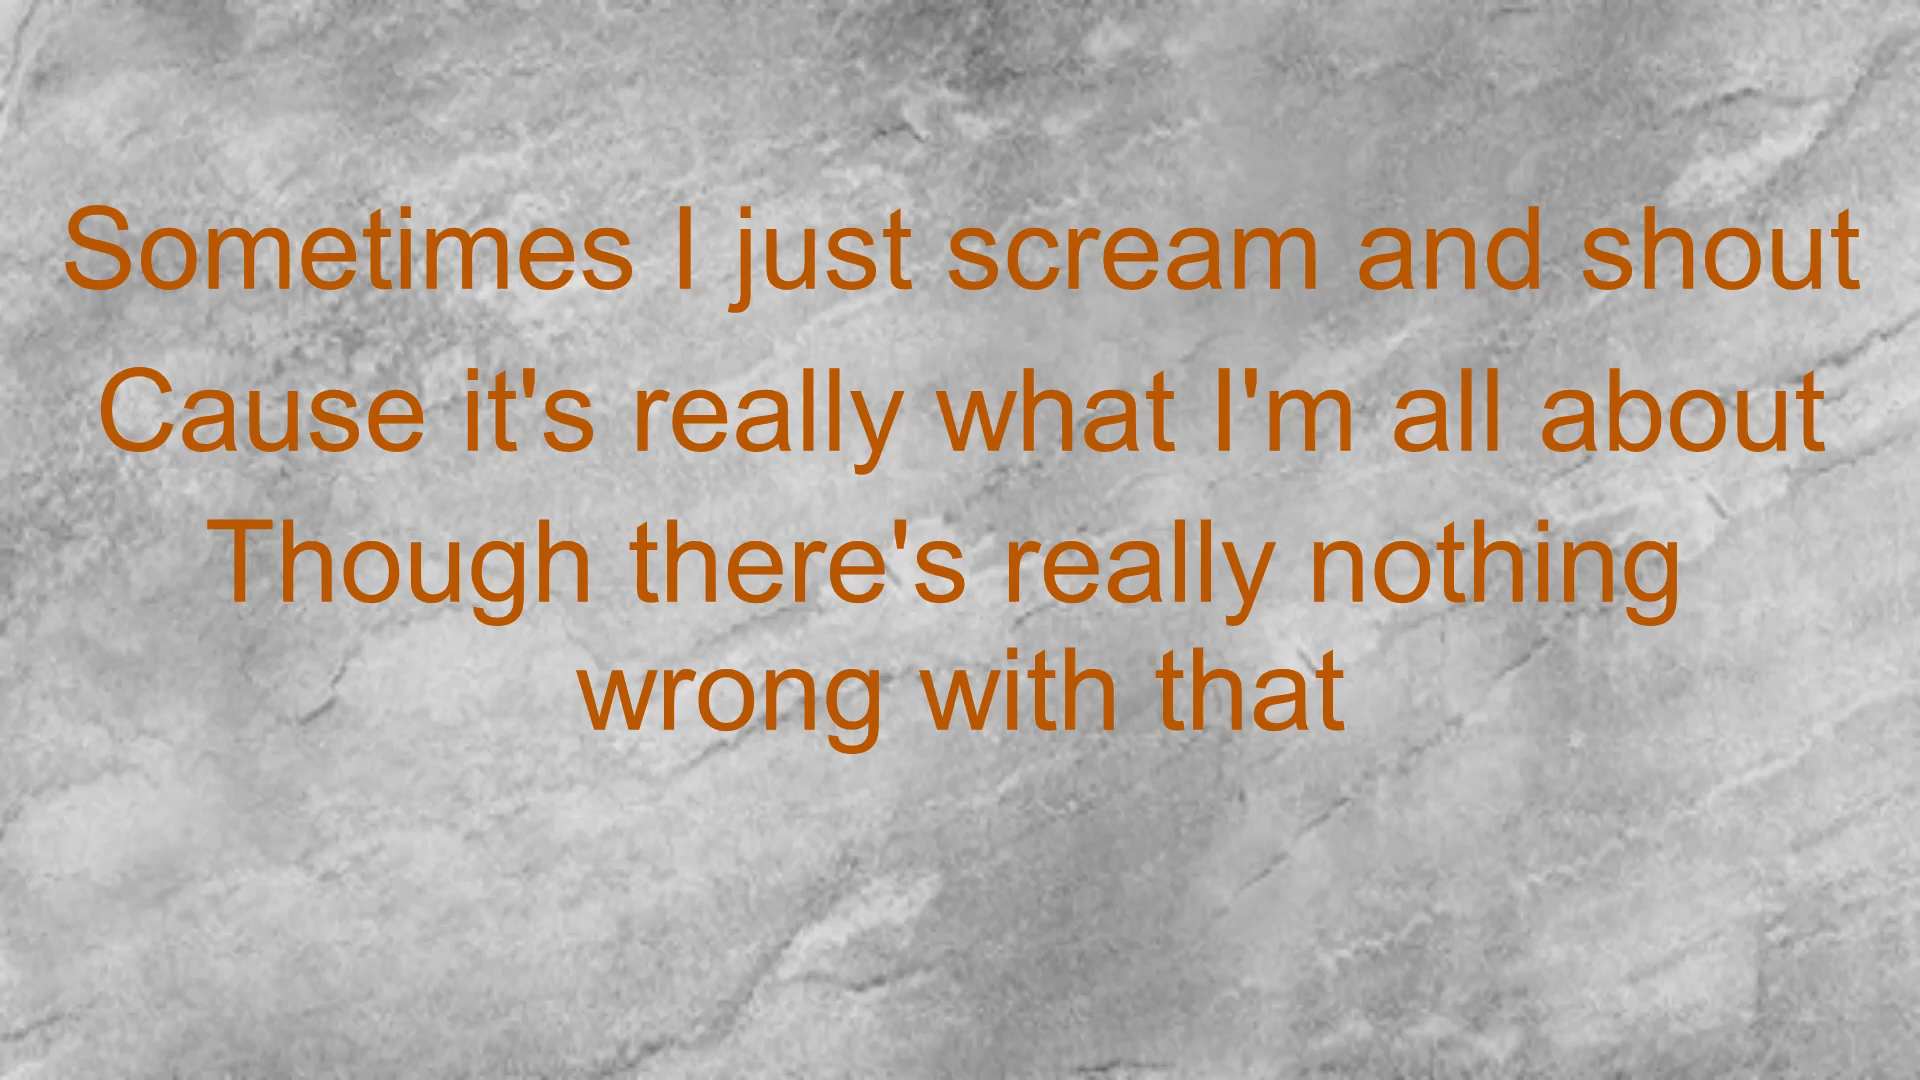 Sometimes I just scream and shout
Cause it's really what I'm all about
Though there's really nothing
wrong with that